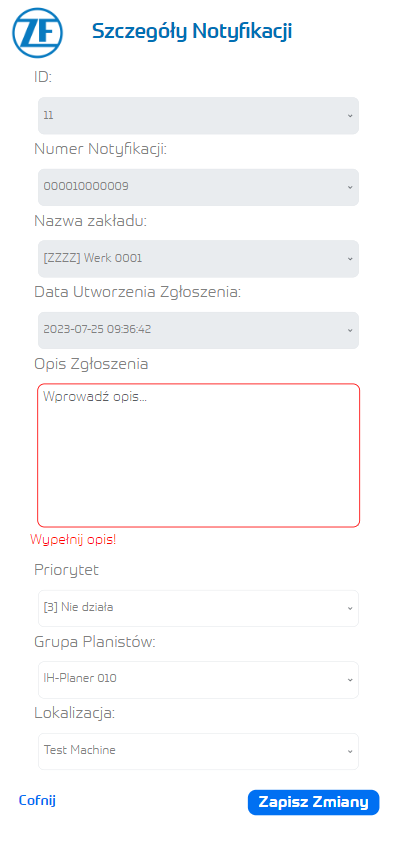 ZF
Szczegóły Notyfikacji
ID:
11
Numer Notyfikacji:
000010000009
Nazwa zakładu:
[ZZZZ] Werk 0001
Data Utworzenia Zgłoszenia:
2023-07-25 09:36:42
Opis Zgłoszenia
Wprowadź opis...
Wypełnij opis!
Priorytet
[3] Nie działa
Grupa Planistów:
IH-Planer 010
Lokalizacja:
Test Machine
Cofnij
Zapisz Zmiany